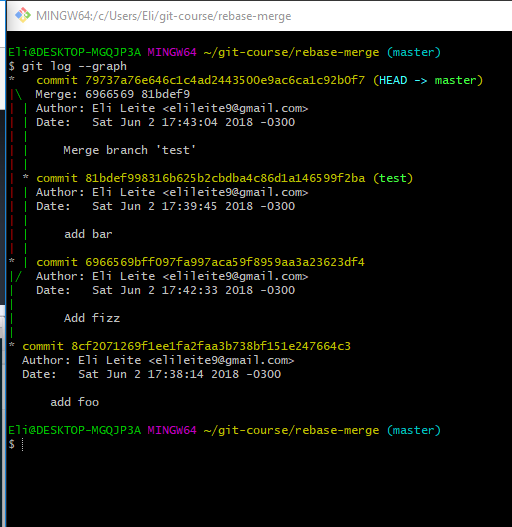 MINGW64:/c/Users/Eli/git-course/rebase-merge
Eli@DESKTOP-MGQJP3A MINGW64 ~/git-course/rebase-merge (master)
$ git log --graph
*   commit 79737a76e646c1c4ad2443500e9ac6ca1c92b0f7 (HEAD -> master)
|\  Merge: 6966569 81bdef9
| | Author: Eli Leite <elileite9@gmail.com>
| | Date:   Sat Jun 2 17:43:04 2018 -0300
| |
| |     Merge branch 'test'
| |
| * commit 81bdef998316b625b2cbdba4c86d1a146599f2ba (test)
| | Author: Eli Leite <elileite9@gmail.com>
| | Date:   Sat Jun 2 17:39:45 2018 -0300
| |
| |     add bar
| |
* | commit 6966569bff097fa997aca59f8959aa3a23623df4
|/  Author: Eli Leite <elileite9@gmail.com>
|   Date:   Sat Jun 2 17:42:33 2018 -0300
|
|       Add fizz
|
* commit 8cf2071269f1ee1fa2faa3b738bf151e247664c3
  Author: Eli Leite <elileite9@gmail.com>
  Date:   Sat Jun 2 17:38:14 2018 -0300

      add foo

Eli@DESKTOP-MGQJP3A MINGW64 ~/git-course/rebase-merge (master)
$